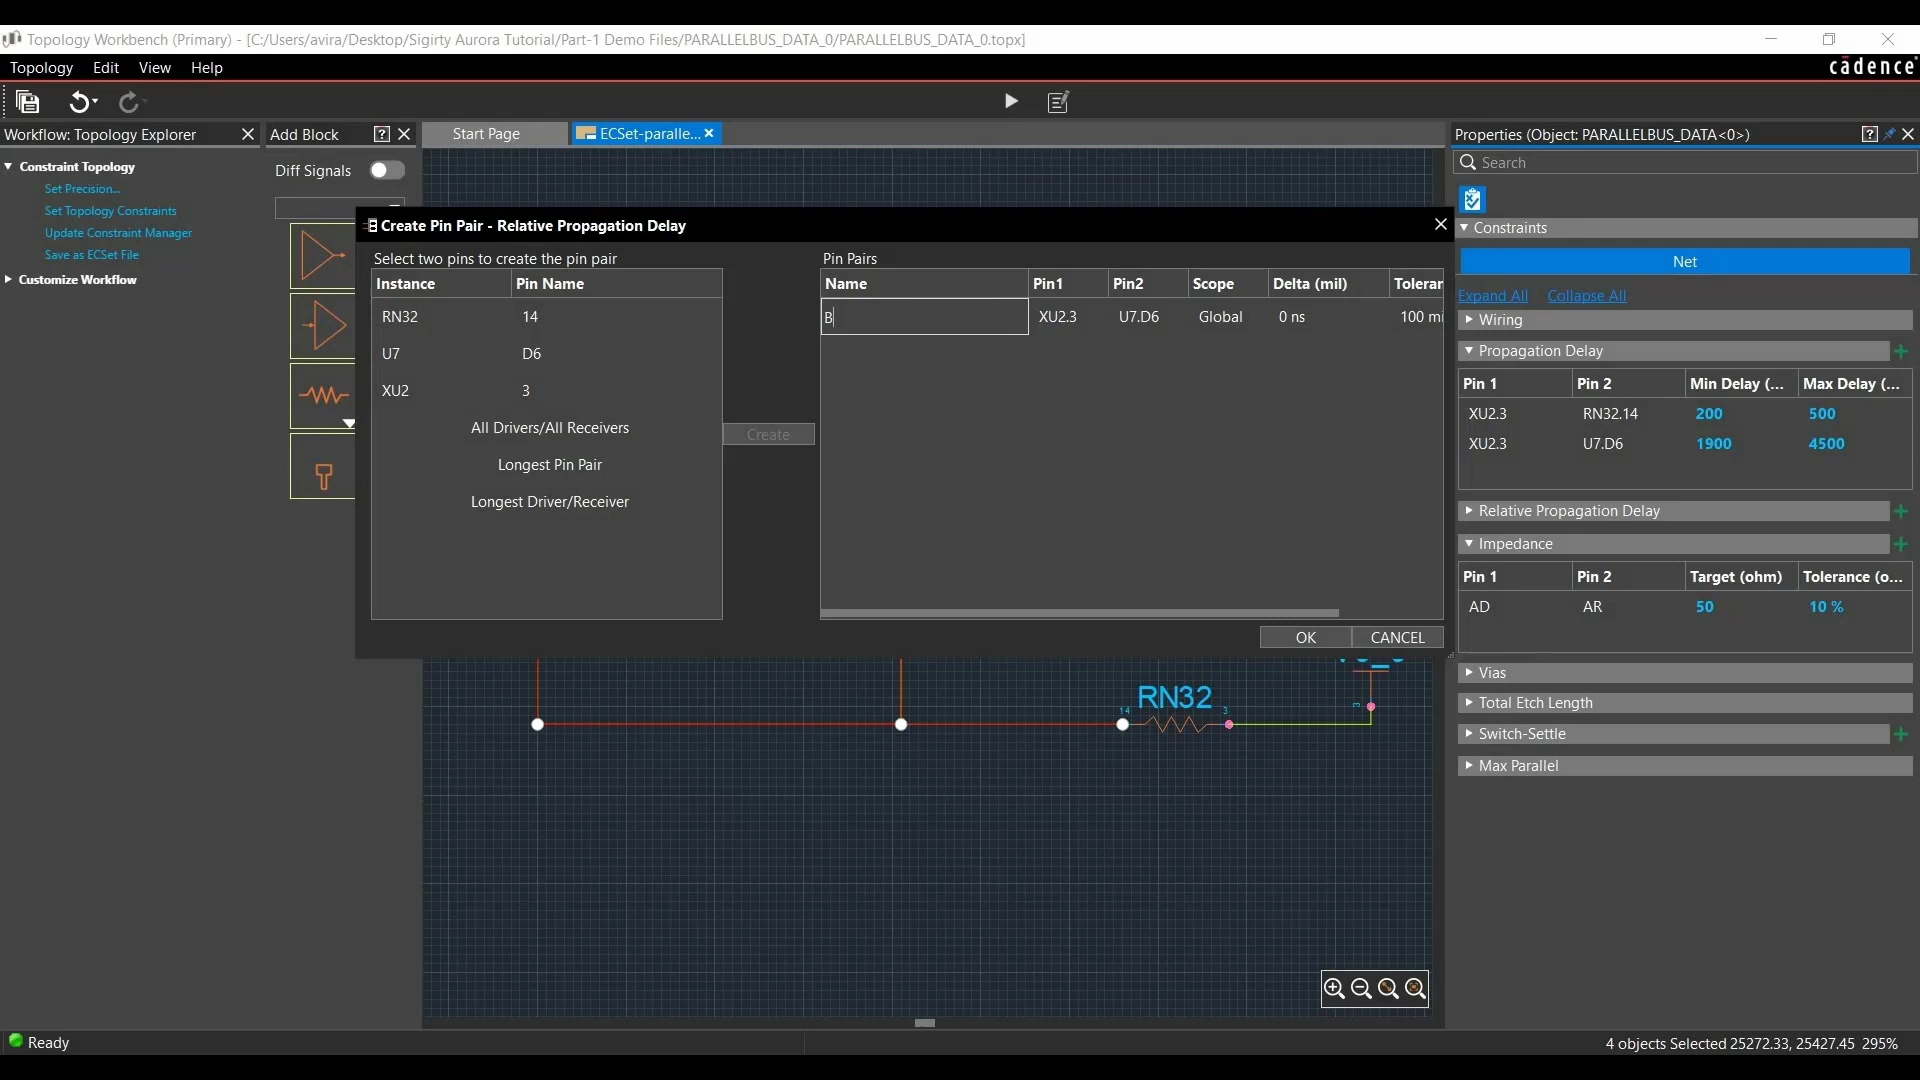 Topology Workbench (Primary) - [C:/Users/avira/Desktop/Sigirty Aurora Tutorial/Part-1 Demo Files/PARALLELBUS_DATA_0/PARALLELBUS_DATA_0.topx]
Topology Edit View Help
cādence
Workflow: Topology Explorer
Constraint Topology
Set Precision...
Set Topology Constraints
Update Constraint Manager
Save as ECSet File
Customize Workflow
Add Block ?
Diff Signals
Start Page
ECSet-paralle...
Create Pin Pair - Relative Propagation Delay
Select two pins to create the pin pair
Instance Pin Name
RN32 14
U7 D6
XU2 3
All Drivers/All Receivers
Longest Pin Pair
Longest Driver/Receiver
Create
Pin Pairs
Name Pin1 Pin2 Scope Delta (mil) Toleran
B XU2.3 U7.D6 Global 0 ns 100 mi
OK CANCEL
14 RN32 3
3
Properties (Object: PARALLELBUS_DATA<0>) ?
Search
Constraints
Net
Expand All Collapse All
Wiring
Propagation Delay
Pin 1 Pin 2 Min Delay (... Max Delay (...
XU2.3 RN32.14 200 500
XU2.3 U7.D6 1900 4500
Relative Propagation Delay
Impedance
Pin 1 Pin 2 Target (ohm) Tolerance (o...
AD AR 50 10 %
Vias
Total Etch Length
Switch-Settle
Max Parallel
Ready
4 objects Selected 25272.33, 25427.45 295%